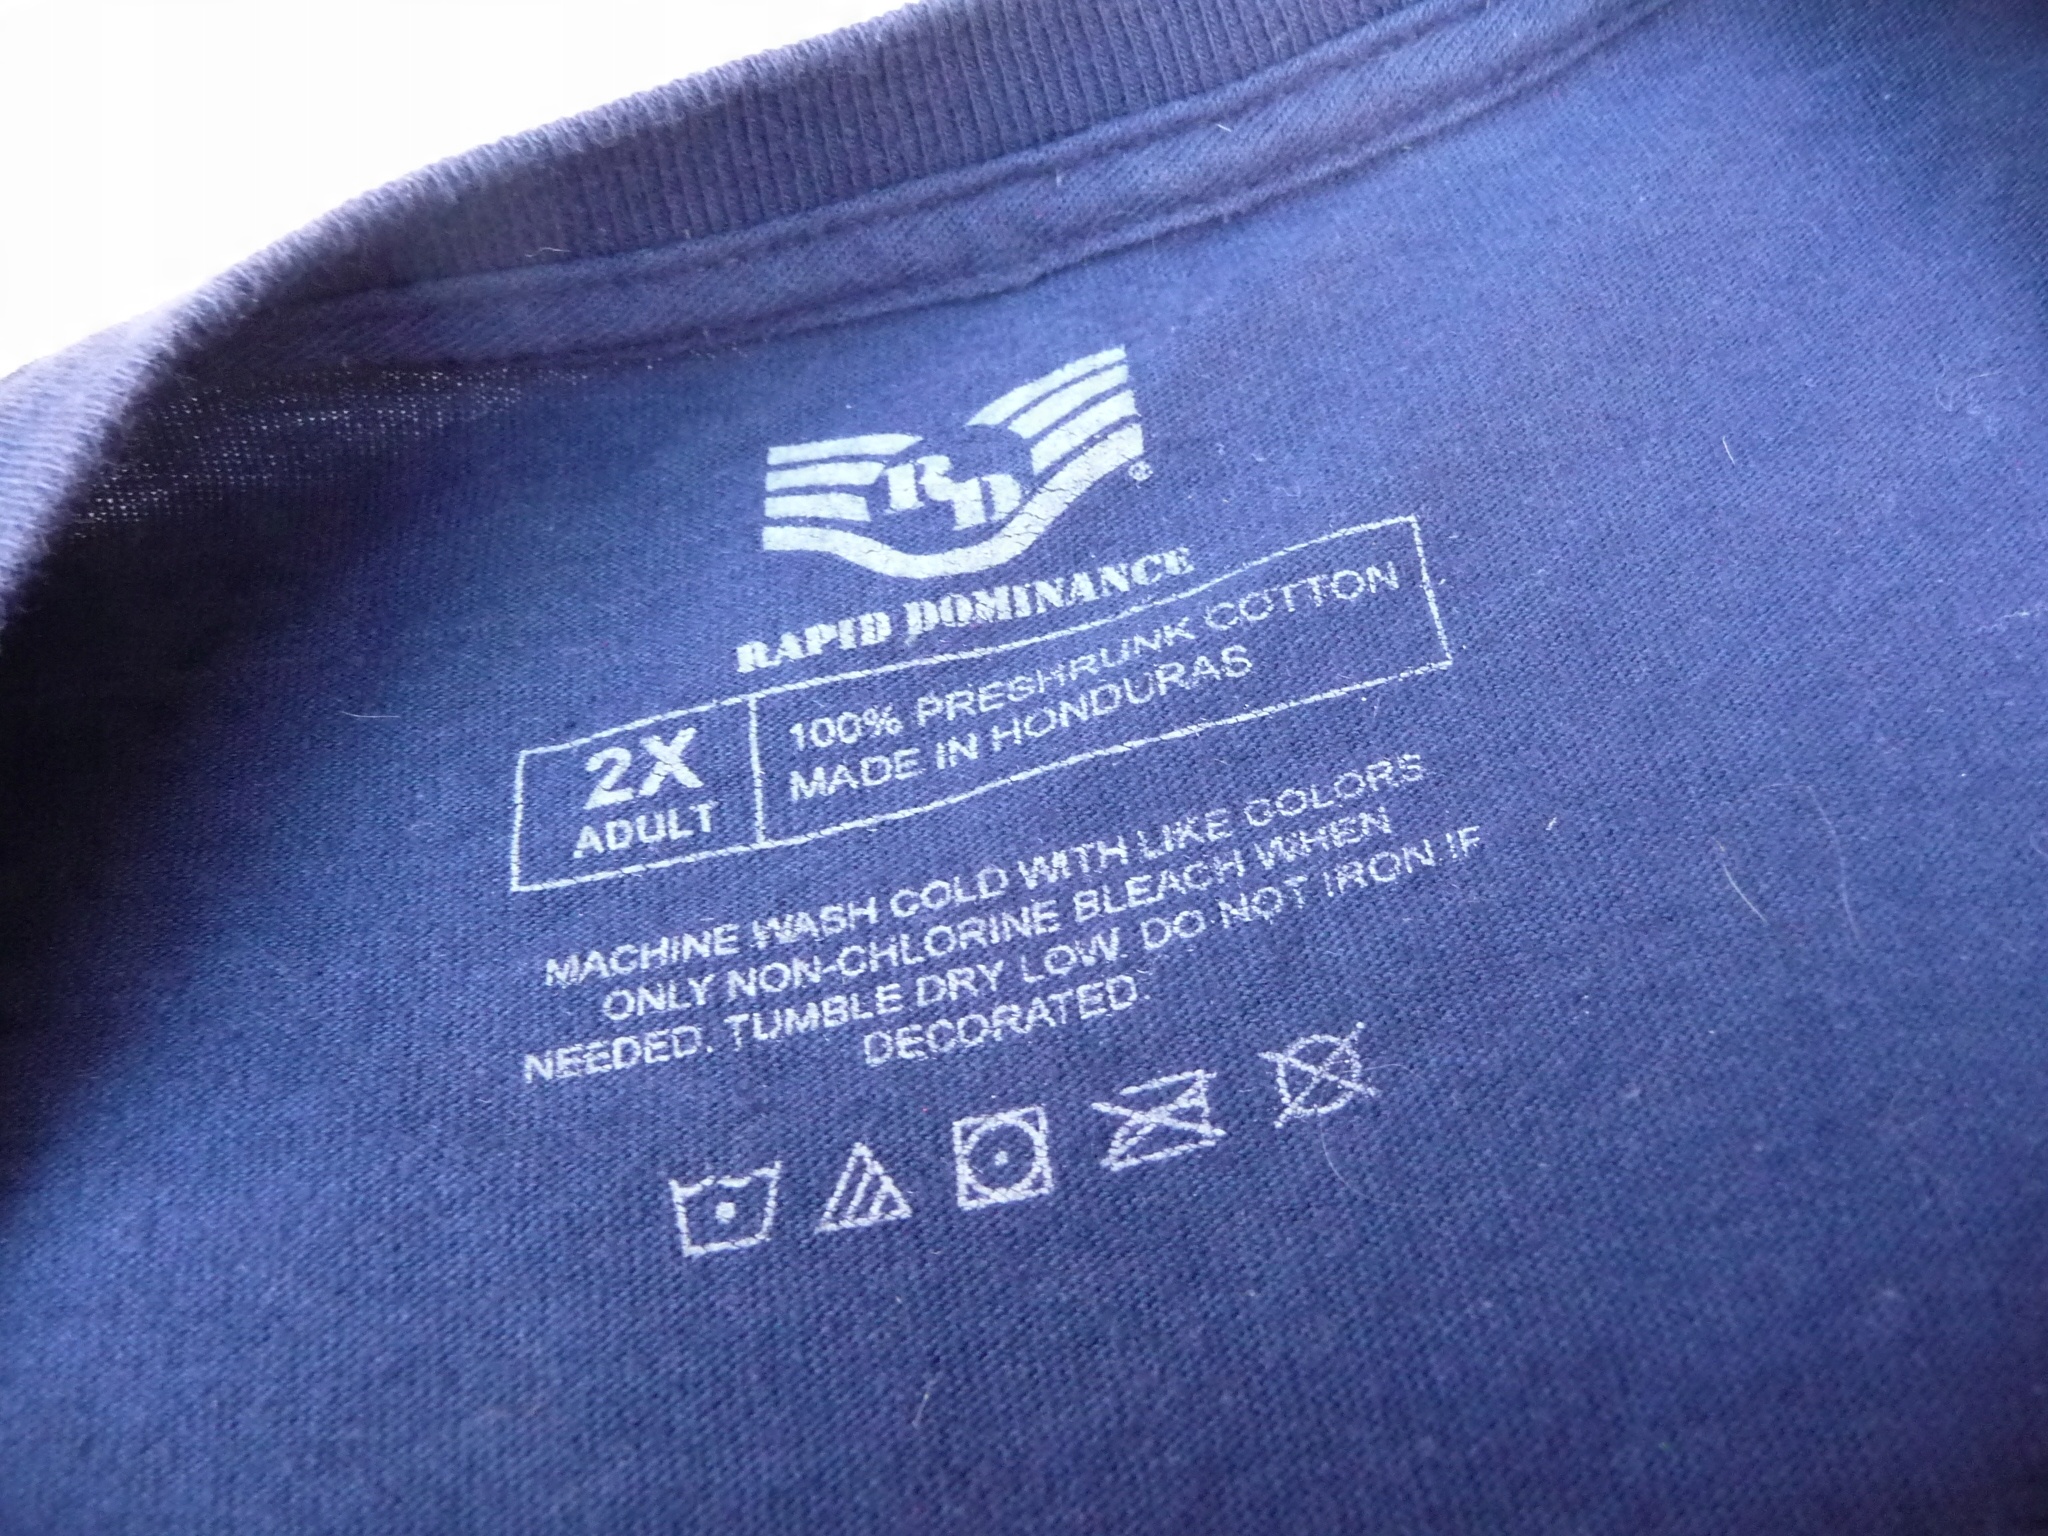 RD®
RAPID DOMINANCE
2X
ADULT
100% PRESHRUNK COTTON
MADE IN HONDURAS
MACHINE WASH COLD WITH LIKE COLORS
ONLY NON-CHLORINE BLEACH WHEN
NEEDED. TUMBLE DRY LOW. DO NOT IRON IF
DECORATED.